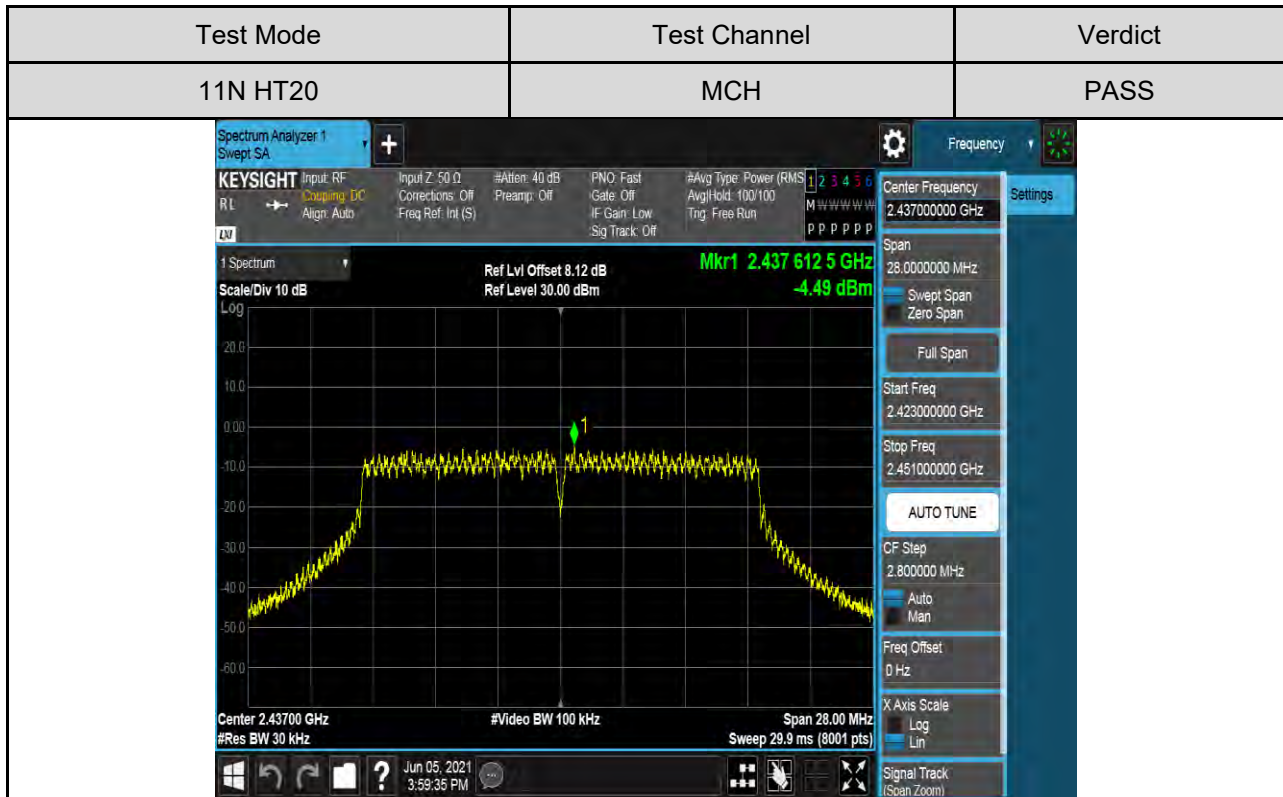 Test Mode Test Channel Verdict
11N HT20 MCH PASS
Spectrum Analyzer 1
Swept SA
+
Frequency
KEYSIGHT Input: RF Input Z: 50 Ω #Atten: 40 dB PNO: Fast #Avg Type: Power (RMS 1 2 3 4 5 6
RL Coupling: DC Corrections: Off Preamp: Off Gate: Off Avg|Hold: 100/100 M W W W W W
Align: Auto Freq Ref: Int (S) IF Gain: Low Trig: Free Run
LXI Sig Track: Off P P P P P P
1 Spectrum
Scale/Div 10 dB
Ref Lvl Offset 8.12 dB
Ref Level 30.00 dBm
Mkr1 2.437 612 5 GHz
-4.49 dBm
Log
20.0
10.0
0.00
-10.0
-20.0
-30.0
-40.0
-50.0
-60.0
1
Center 2.43700 GHz #Video BW 100 kHz Span 28.00 MHz
#Res BW 30 kHz Sweep 29.9 ms (8001 pts)
Center Frequency
2.437000000 GHz
Settings
Span
28.0000000 MHz
Swept Span
Zero Span
Full Span
Start Freq
2.423000000 GHz
Stop Freq
2.451000000 GHz
AUTO TUNE
CF Step
2.800000 MHz
Auto
Man
Freq Offset
0 Hz
X Axis Scale
Log
Lin
Signal Track
(Span Zoom)
?
Jun 05, 2021
3:59:35 PM